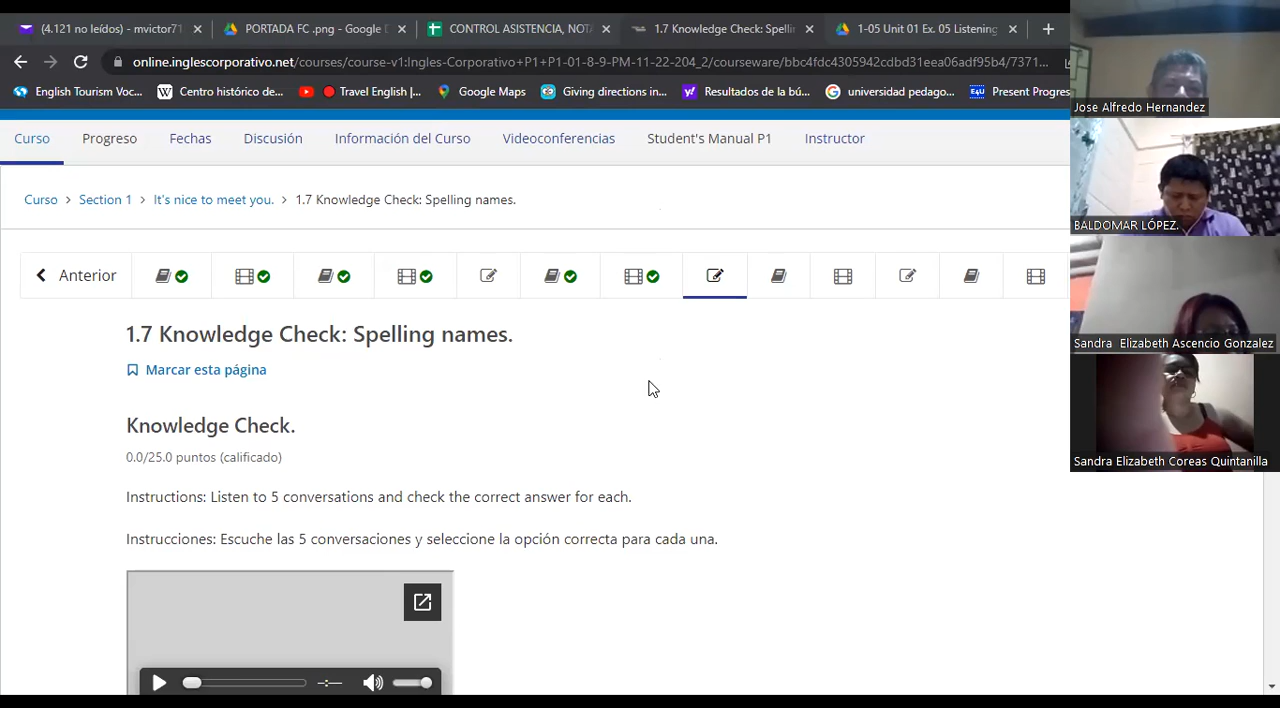 (4.121 no leídos) - mvictor71
PORTADA FC .png - Google D
CONTROL ASISTENCIA, NOTA
1.7 Knowledge Check: Spelli
1-05 Unit 01 Ex. 05 Listening
online.inglescorporativo.net/courses/course-v1:Ingles-Corporativo+P1+P1-01-8-9-PM-11-22-204_2/courseware/bbc4fdc4305942cdbd31eea06adf95b4/7371...
English Tourism Voc...
Centro histórico de...
Travel English |...
Google Maps
Giving directions in...
Resultados de la bú...
universidad pedago...
Present Progres
Curso
Progreso
Fechas
Discusión
Información del Curso
Videoconferencias
Student's Manual P1
Instructor
Curso > Section 1 > It's nice to meet you. > 1.7 Knowledge Check: Spelling names.
Anterior
1.7 Knowledge Check: Spelling names.
Marcar esta página
Knowledge Check.
0.0/25.0 puntos (calificado)
Instructions: Listen to 5 conversations and check the correct answer for each.
Instrucciones: Escuche las 5 conversaciones y seleccione la opción correcta para cada una.
-:-
Jose Alfredo Hernandez
BALDOMAR LÓPEZ.
Sandra Elizabeth Ascencio Gonzalez
Sandra Elizabeth Coreas Quintanilla